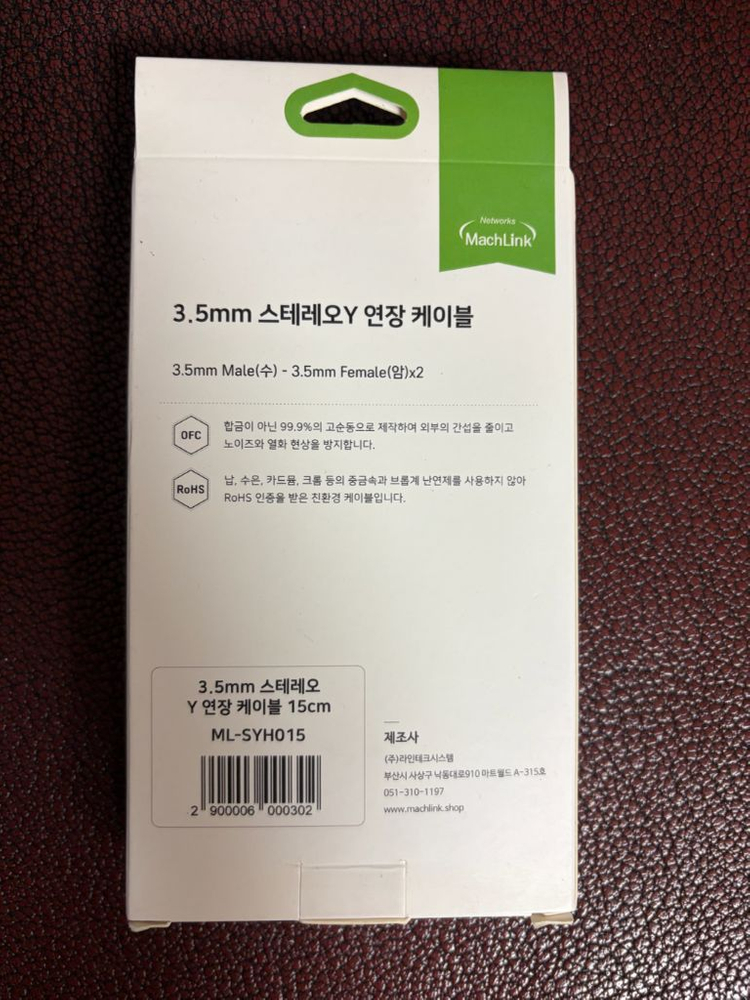 Networks
MachLink
3.5mm 스테레오Y 연장 케이블
3.5mm Male(수) - 3.5mm Female(암)x2
OFC
합금이 아닌 99.9%의 고순동으로 제작하여 외부의 간섭을 줄이고
노이즈와 열화 현상을 방지합니다.
RoHS
납, 수은, 카드뮴, 크롬 등의 중금속과 브롬계 난연제를 사용하지 않아
RoHS 인증을 받은 친환경 케이블입니다.
3.5mm 스테레오
Y 연장 케이블 15cm
ML-SYH015
2 900006 000302
제조사
(주)라인테크시스템
부산시 사상구 낙동대로910 마트월드 A-315호
051-310-1197
www.machlink.shop